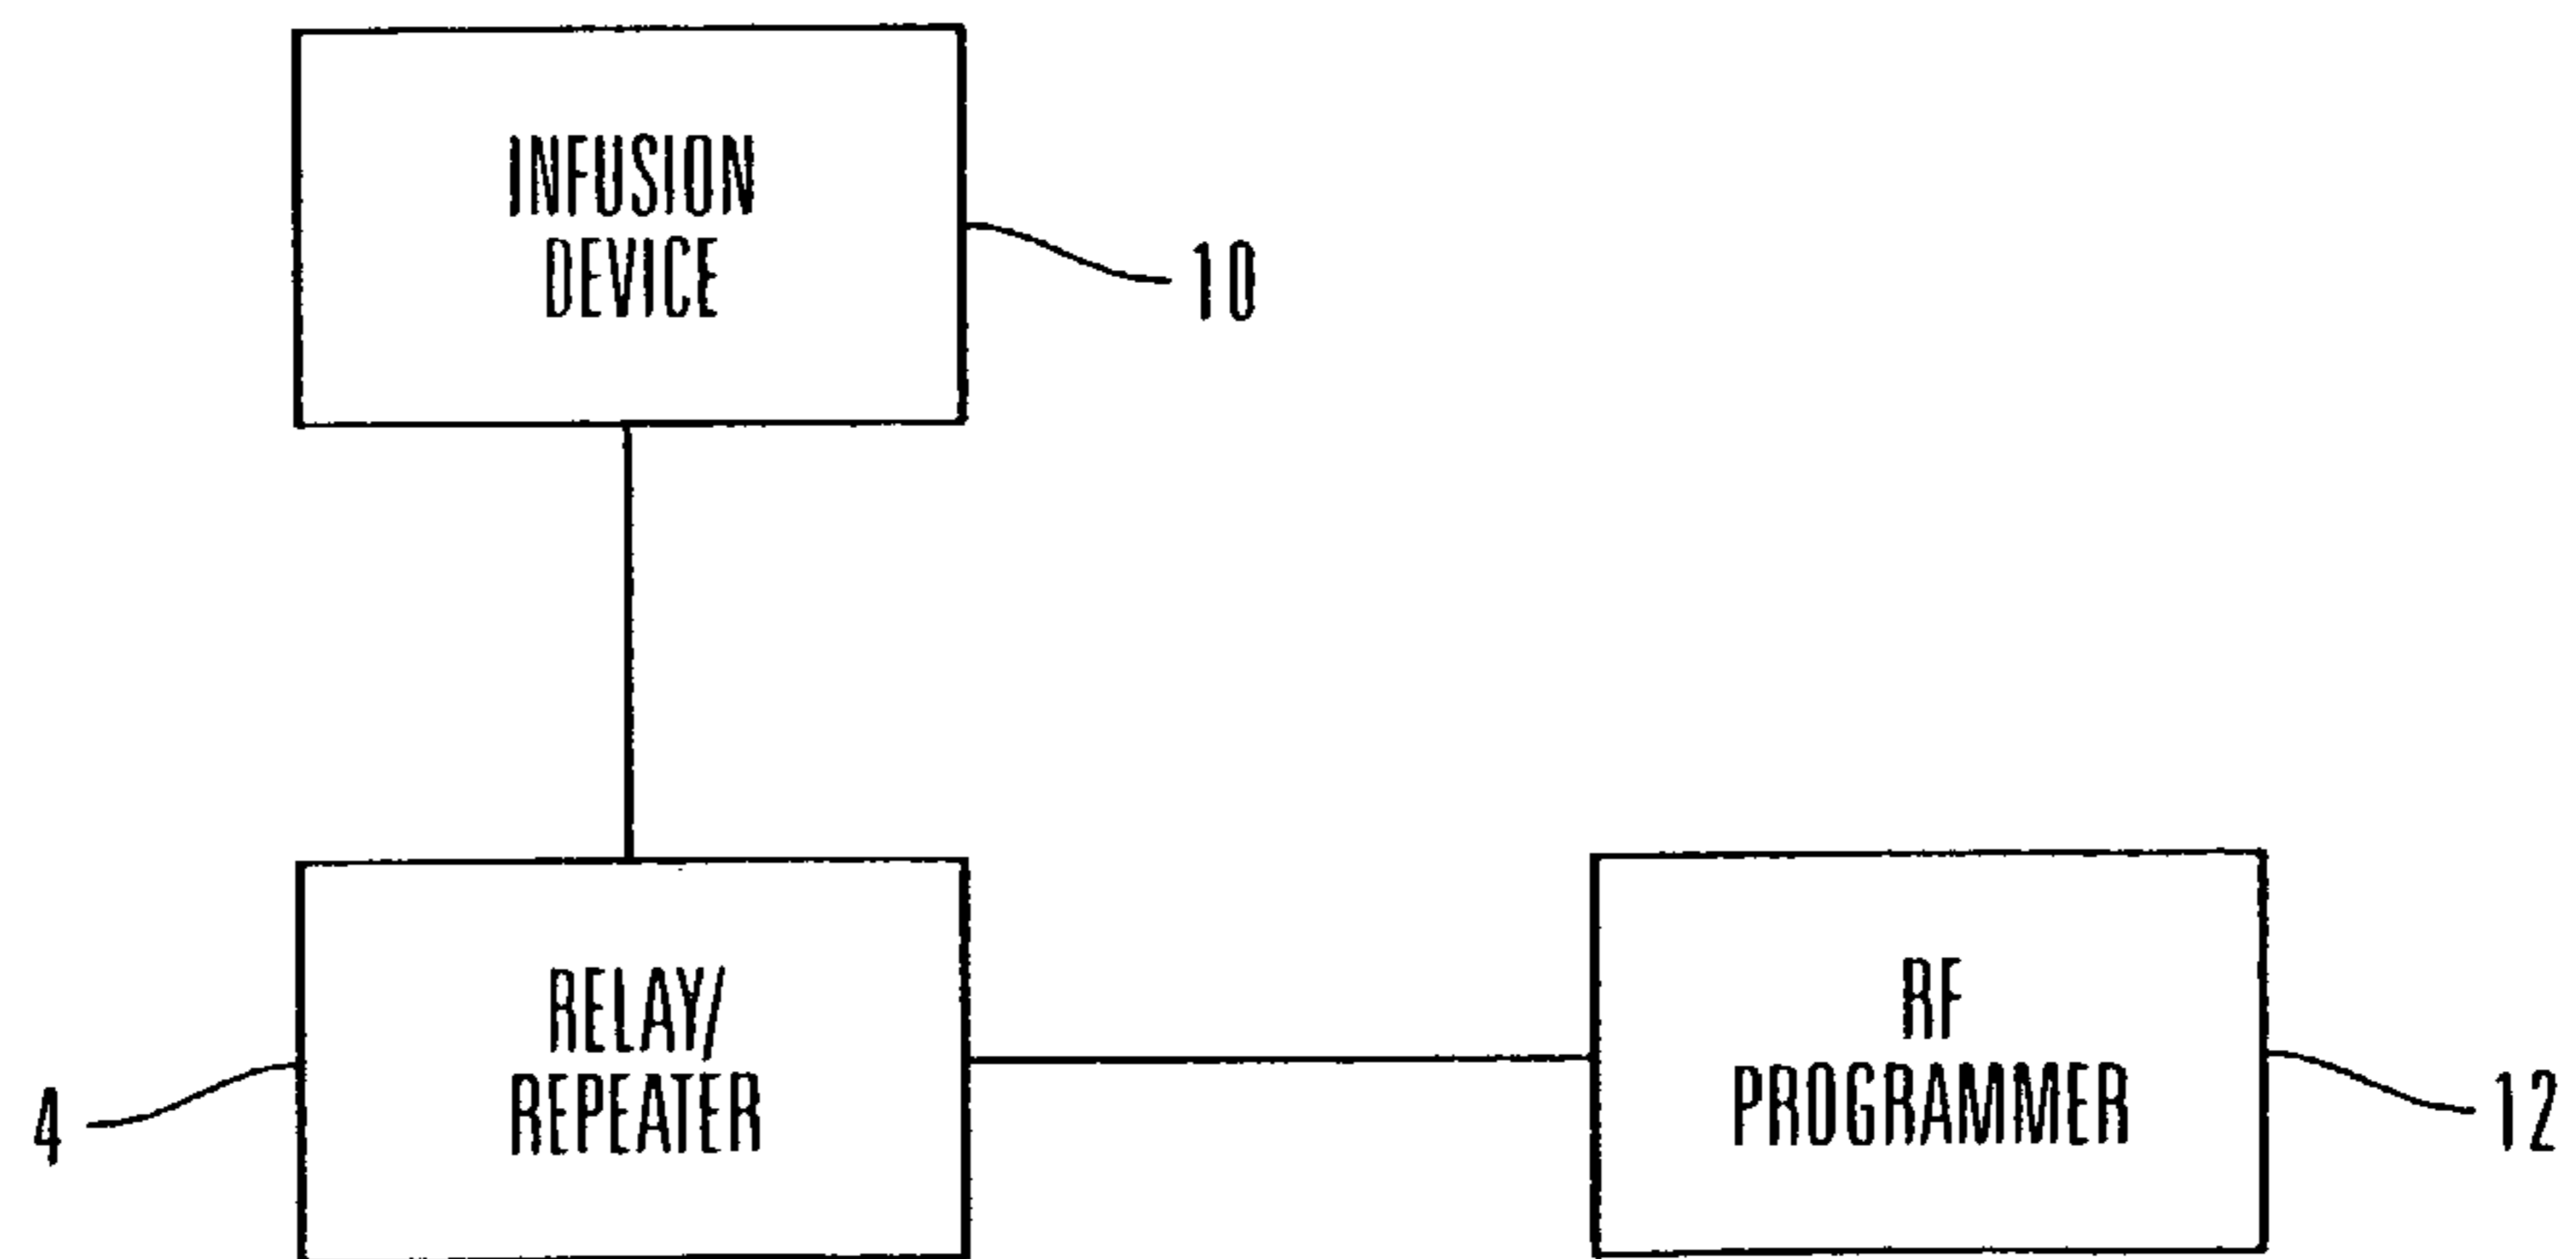 INFUSION
DEVICE
10
RELAY/
REPEATER
4
RF
PROGRAMMER
12